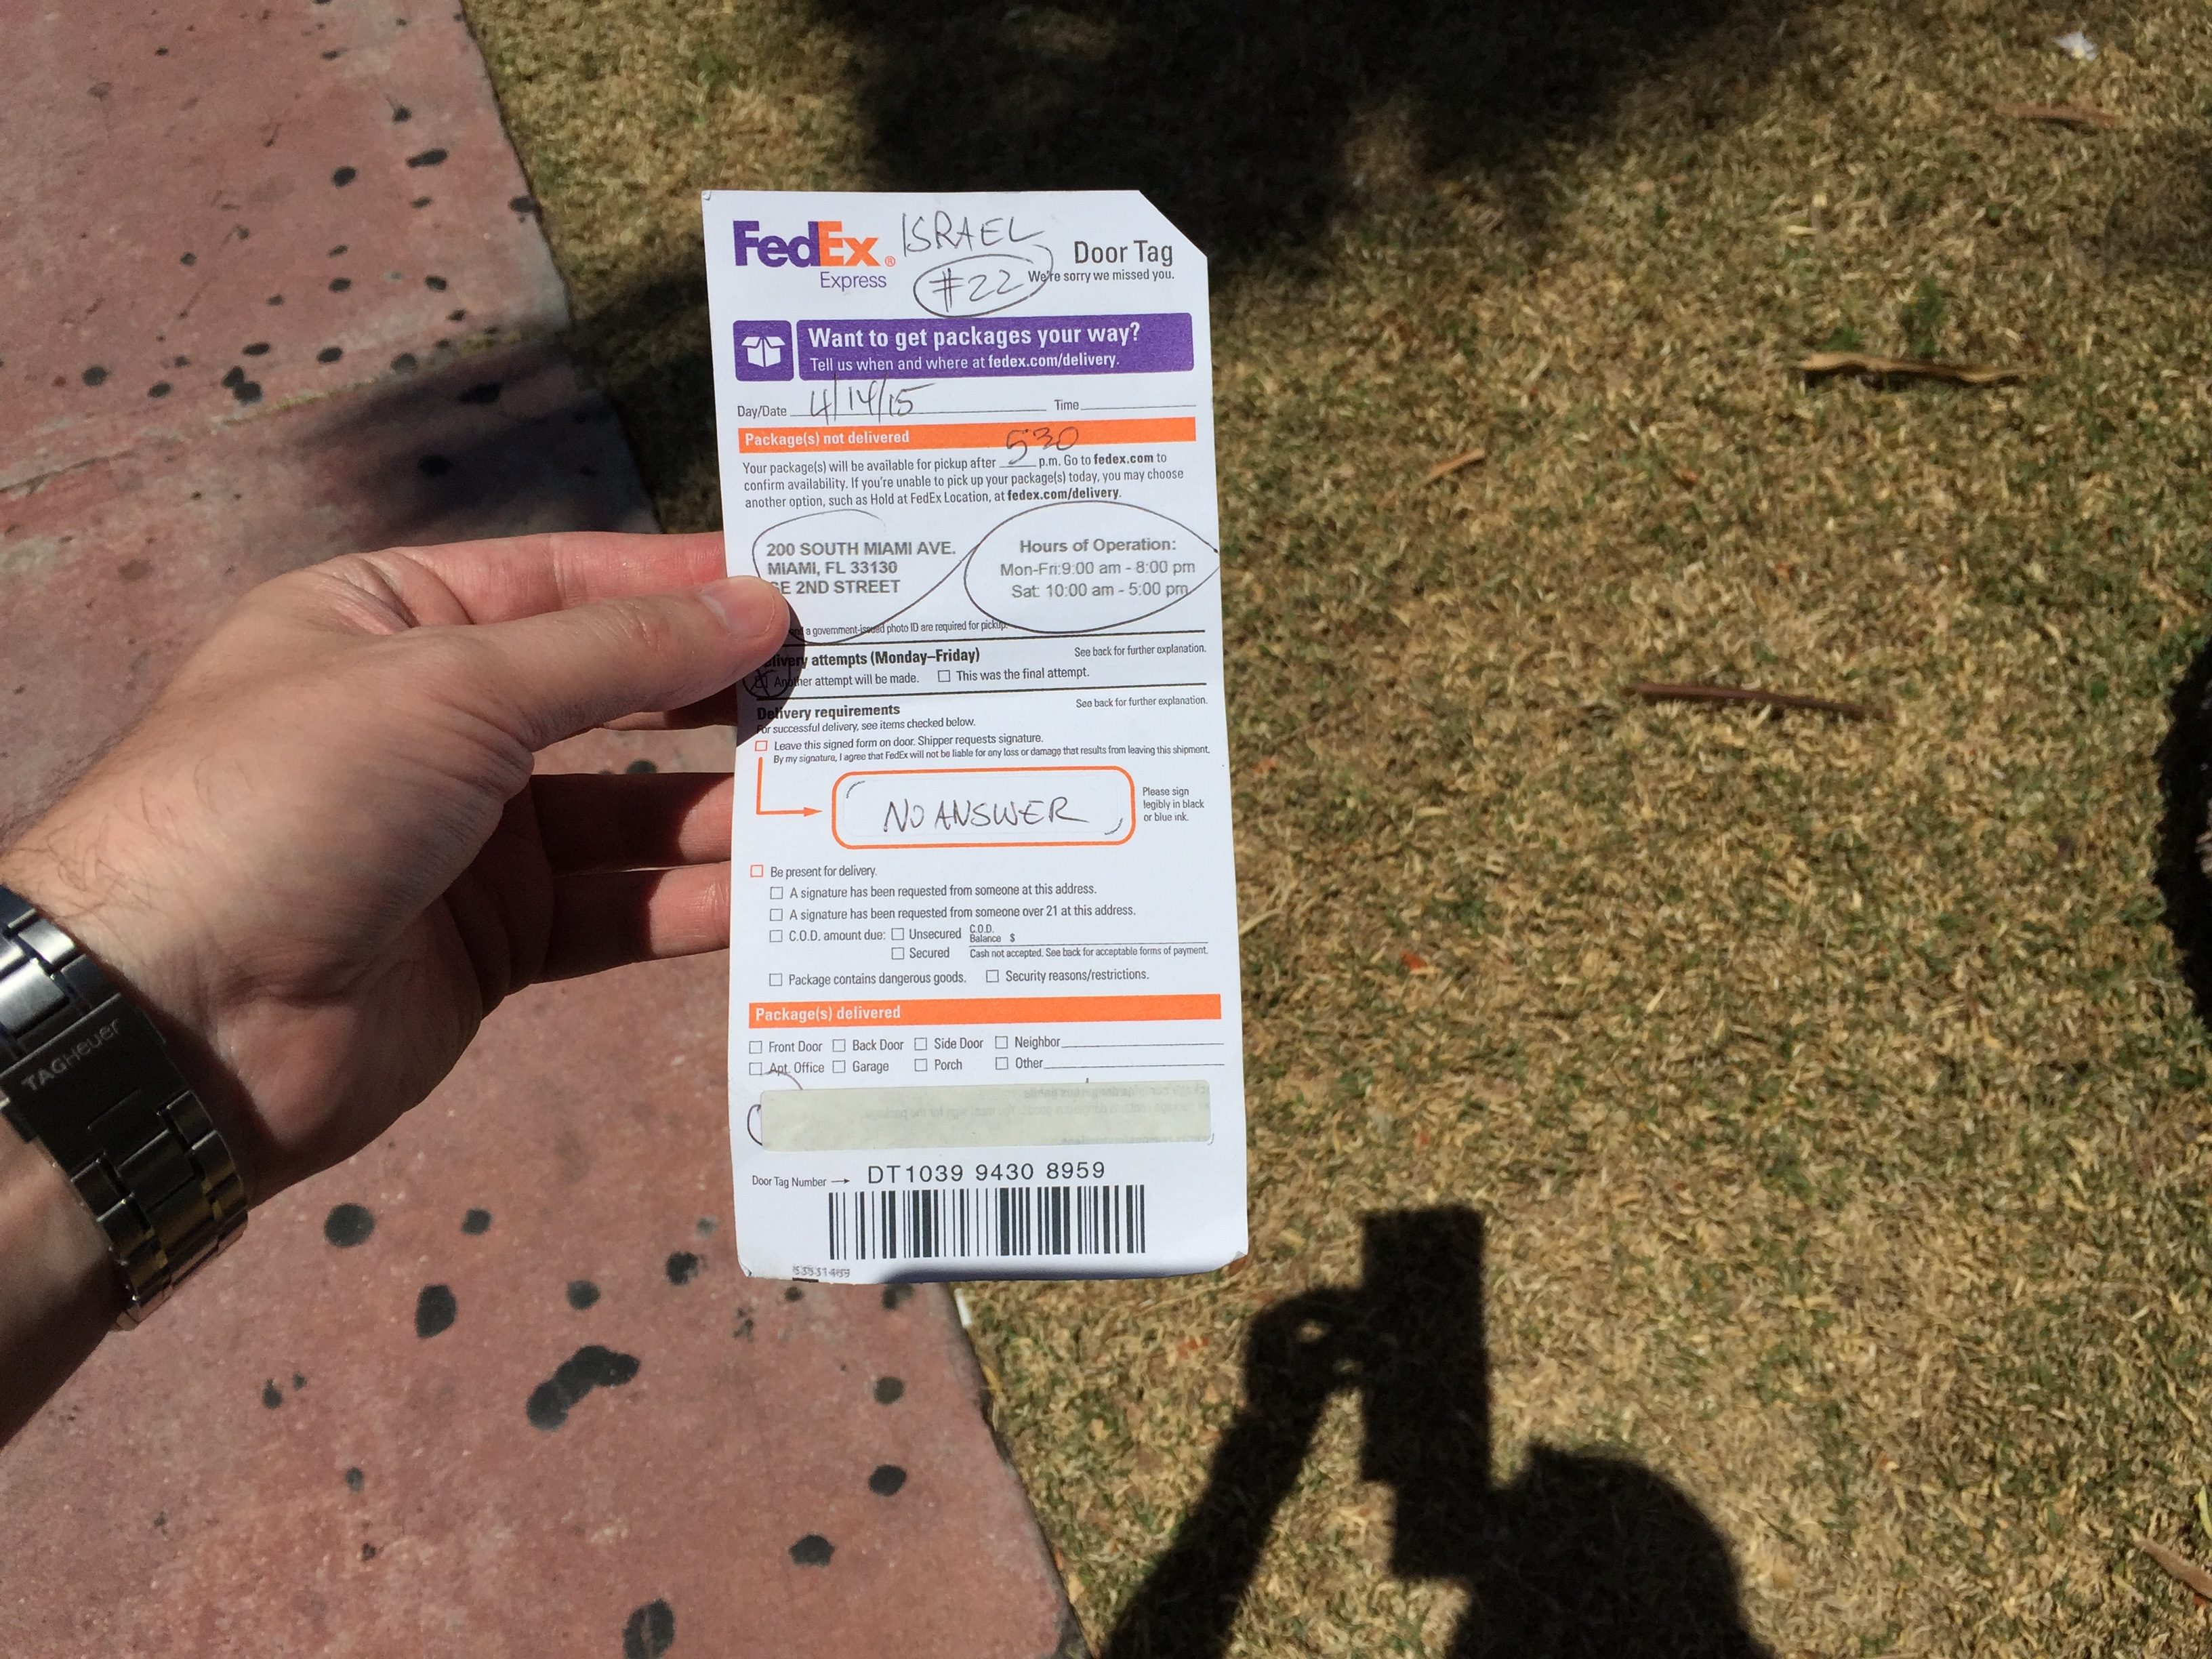 FedEx® ISRAEL
Express #22
Door Tag
We're sorry we missed you.
Want to get packages your way?
Tell us when and where at fedex.com/delivery.
Day/Date 4/14/15 Time
Package(s) not delivered
Your package(s) will be available for pickup after 530 p.m. Go to fedex.com to
confirm availability. If you're unable to pick up your package(s) today, you may choose
another option, such as Hold at FedEx Location, at fedex.com/delivery.
200 SOUTH MIAMI AVE.
MIAMI, FL 33130
SE 2ND STREET
Hours of Operation:
Mon-Fri:9:00 am - 8:00 pm
Sat: 10:00 am - 5:00 pm
a government-issued photo ID are required for pickup.
Delivery attempts (Monday–Friday) See back for further explanation.
Another attempt will be made. This was the final attempt.
Delivery requirements See back for further explanation.
For successful delivery, see items checked below.
Leave this signed form on door. Shipper requests signature.
By my signature, I agree that FedEx will not be liable for any loss or damage that results from leaving this shipment.
NO ANSWER
Please sign
legibly in black
or blue ink.
Be present for delivery.
A signature has been requested from someone at this address.
A signature has been requested from someone over 21 at this address.
C.O.D. amount due: Unsecured C.O.D. Balance $
Secured Cash not accepted. See back for acceptable forms of payment.
Package contains dangerous goods. Security reasons/restrictions.
Package(s) delivered
Front Door Back Door Side Door Neighbor
Apt. Office Garage Porch Other
Door Tag Number → DT1039 9430 8959
TAGHeuer